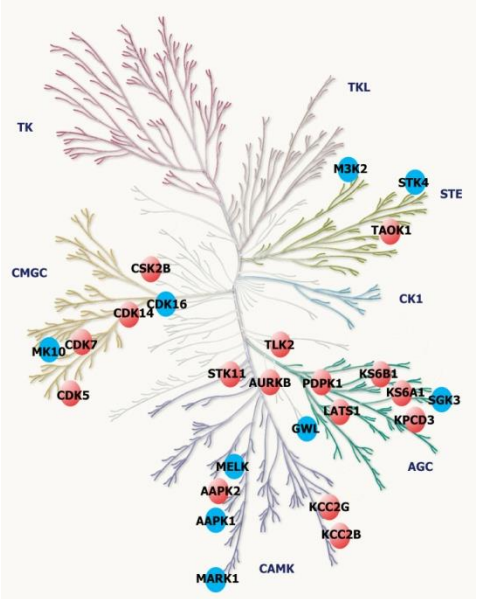 TKL
TK
M3K2
STK4
STE
TAOK1
CSK2B
CMGC
CDK16
CK1
CDK14
MK10
CDK7
TLK2
STK11
AURKB
PDPK1
KS6B1
CDK5
KS6A1
SGK3
LATS1
KPCD3
GWL
MELK
AGC
AAPK2
KCC2G
AAPK1
KCC2B
CAMK
MARK1